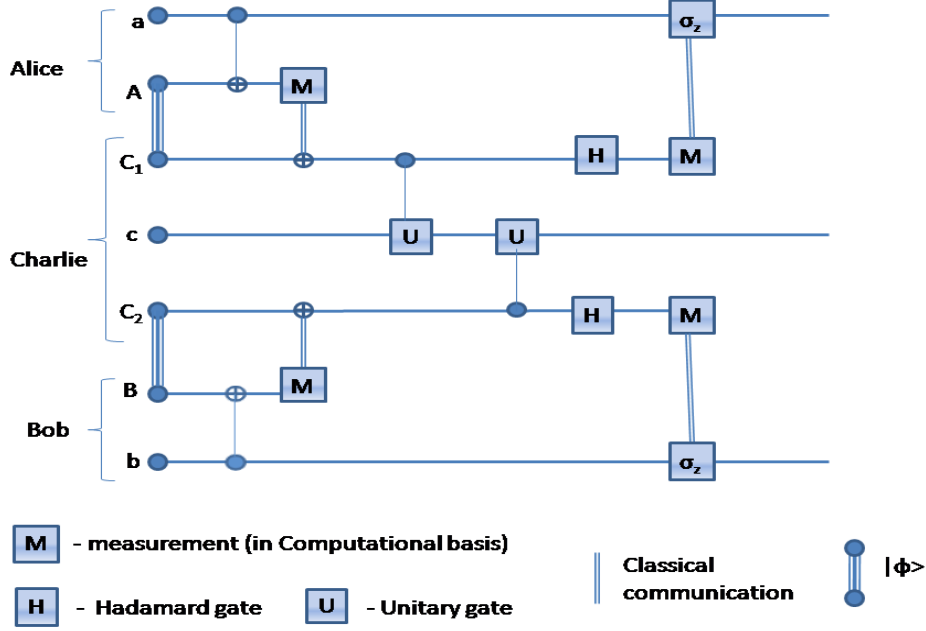 a
σz
Alice
A
M
C1
H
M
c
U
U
Charlie
C2
H
M
B
M
Bob
b
σz
M - measurement (in Computational basis)
H - Hadamard gate
U - Unitary gate
Classical
communication
|ϕ>